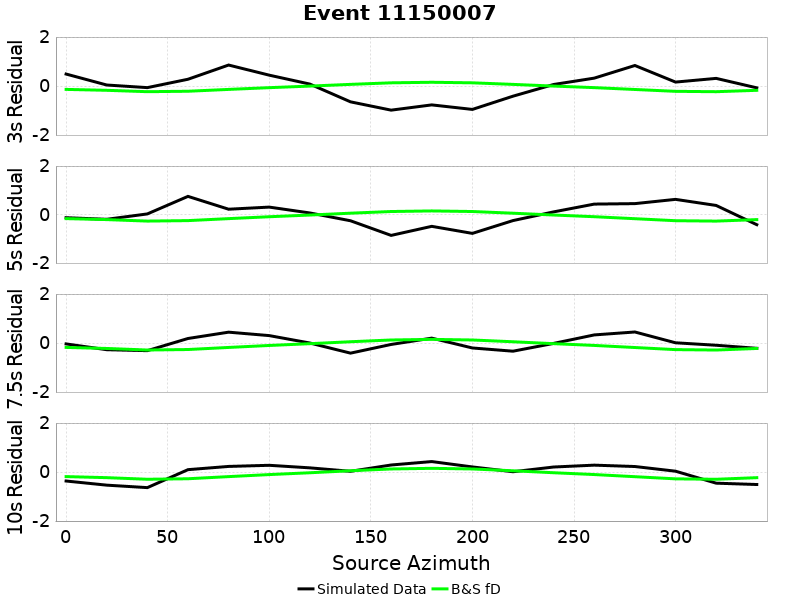 Event 11150007
3s Residual
2
0
-2
5s Residual
2
0
-2
7.5s Residual
2
0
-2
10s Residual
2
0
-2
0 50 100 150 200 250 300
Source Azimuth
Simulated Data B&S fD